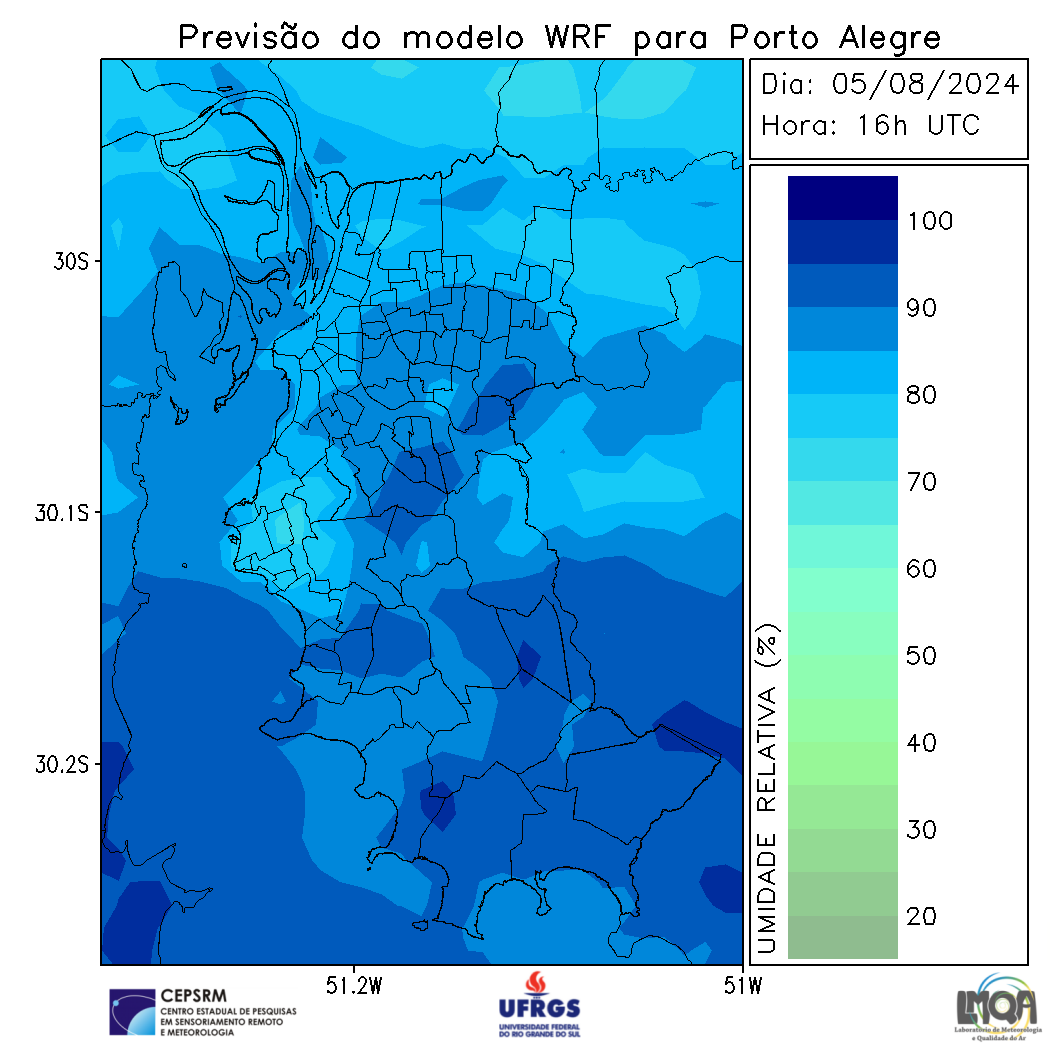 Previsão do modelo WRF para Porto Alegre
Dia: 05/08/2024
Hora: 16h UTC
30S
30.1S
30.2S
51.2W
51W
UMIDADE RELATIVA (%)
100
90
80
70
60
50
40
30
20
CEPSRM
CENTRO ESTADUAL DE PESQUISAS
EM SENSORIAMENTO REMOTO
E METEOROLOGIA
UFRGS
UNIVERSIDADE FEDERAL
DO RIO GRANDE DO SUL
LMQA
Laboratório de Meteorologia
e Qualidade do Ar